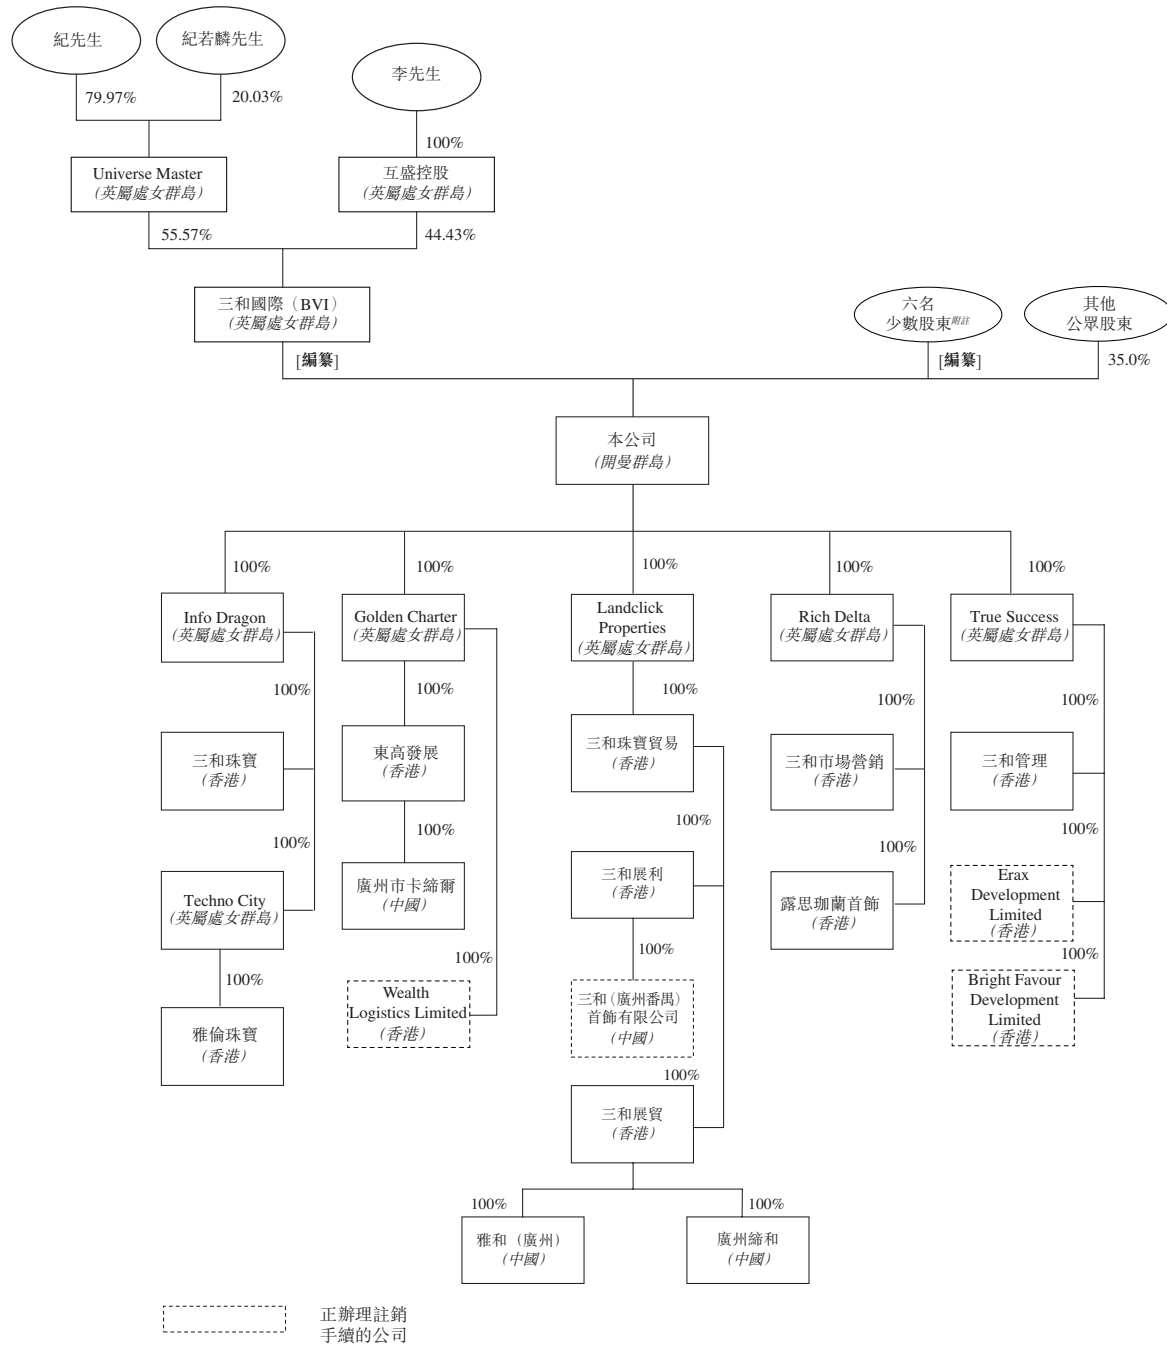 紀先生
紀若麟先生
李先生
79.97%
20.03%
100%
Universe Master
（英屬處女群島）
互盛控股
（英屬處女群島）
55.57%
44.43%
三和國際（BVI）
（英屬處女群島）
六名
少數股東附註
其他
公眾股東
[編纂]
[編纂]
35.0%
本公司
（開曼群島）
100%
100%
100%
100%
100%
Info Dragon
（英屬處女群島）
Golden Charter
（英屬處女群島）
Landclick
Properties
（英屬處女群島）
Rich Delta
（英屬處女群島）
True Success
（英屬處女群島）
100%
100%
100%
100%
100%
三和珠寶
（香港）
東高發展
（香港）
三和珠寶貿易
（香港）
三和市場營銷
（香港）
三和管理
（香港）
100%
100%
100%
100%
100%
Techno City
（英屬處女群島）
廣州市卡締爾
（中國）
三和展利
（香港）
露思珈蘭首飾
（香港）
Erax
Development
Limited
（香港）
100%
100%
100%
100%
雅倫珠寶
（香港）
Wealth
Logistics Limited
（香港）
三和（廣州番禺）
首飾有限公司
（中國）
Bright Favour
Development
Limited
（香港）
100%
三和展貿
（香港）
100%
100%
雅和（廣州）
（中國）
廣州締和
（中國）
正辦理註銷
手續的公司